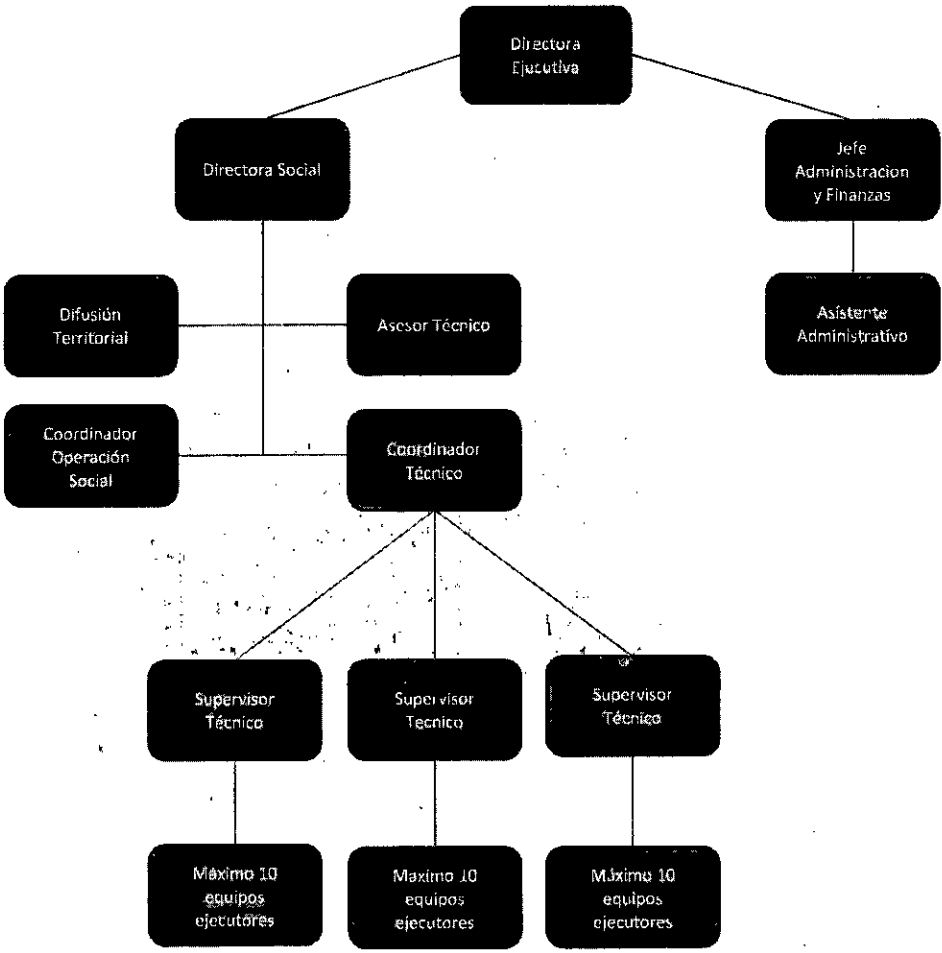 Directora
Ejecutiva
Directora Social
Jefe
Administracion
y Finanzas
Difusión
Territorial
Asesor Técnico
Asistente
Administrativo
Coordinador
Operación
Social
Coordinador
Técnico
Supervisor
Técnico
Supervisor
Tecnico
Supervisor
Técnico
Máximo 10
equipos
ejecutores
Maximo 10
equipos
ejecutores
Máximo 10
equipos
ejecutores